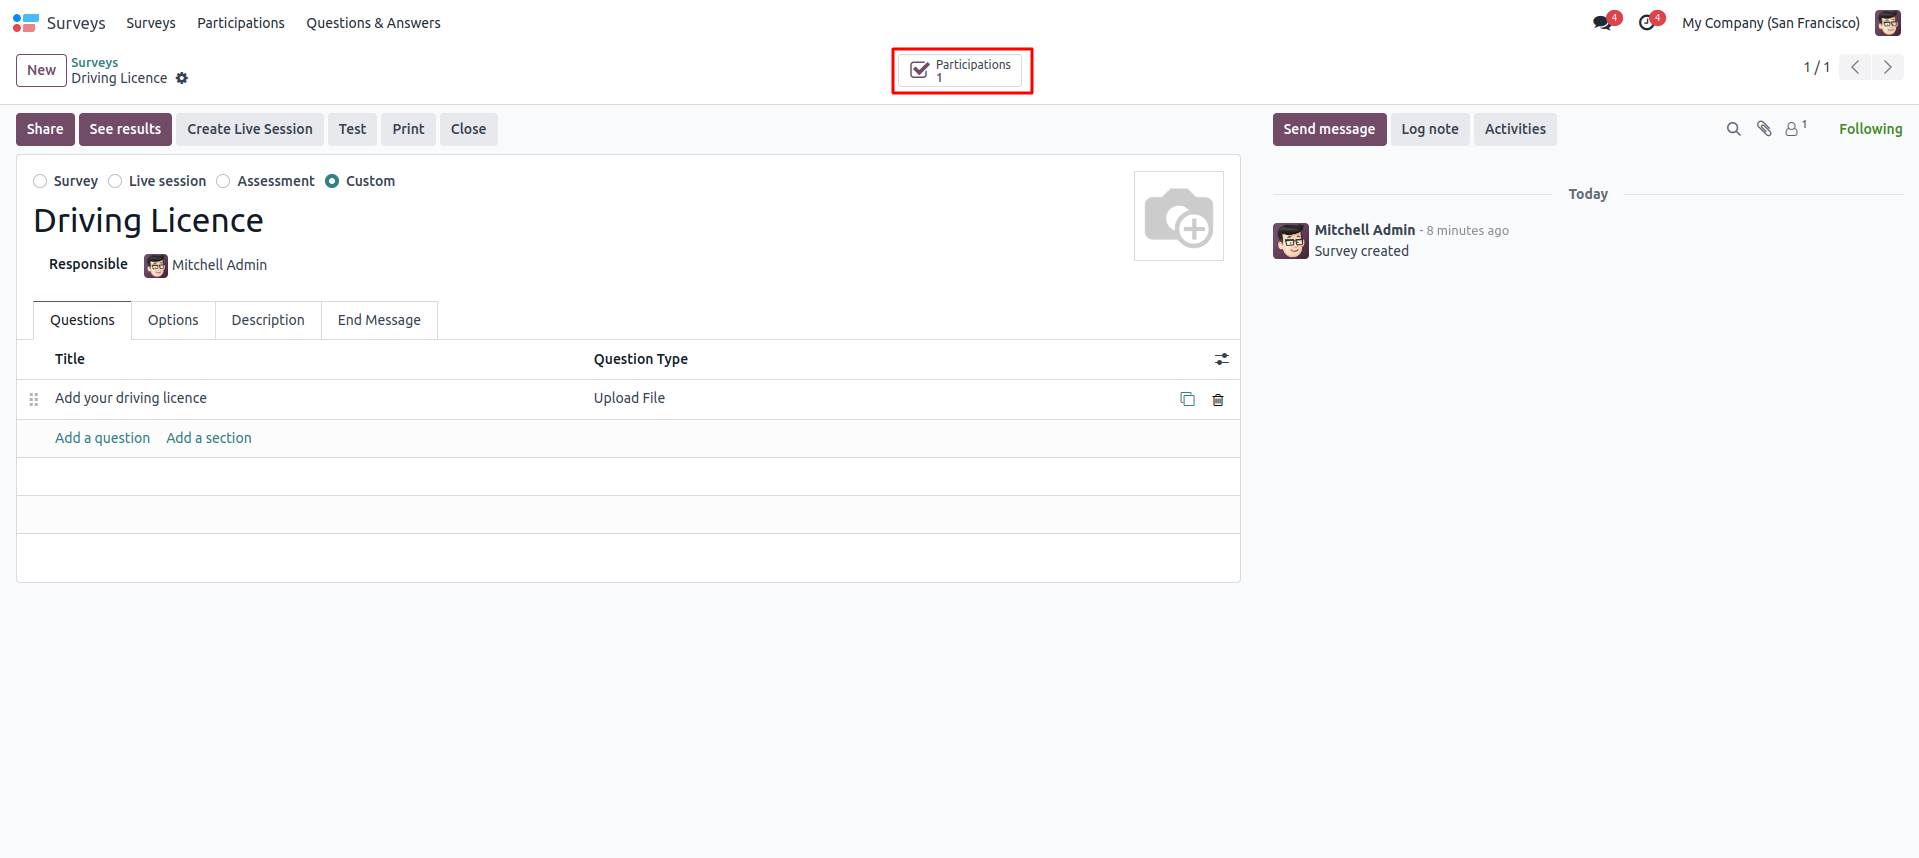 Surveys Surveys Participations Questions & Answers 4 4 My Company (San Francisco)
New Surveys
Driving Licence
Participations
1
1 / 1
Share See results Create Live Session Test Print Close Send message Log note Activities 1 Following
Survey Live session Assessment Custom
Today
Driving Licence
Mitchell Admin - 8 minutes ago
Survey created
Responsible Mitchell Admin
Questions Options Description End Message
Title Question Type
Add your driving licence Upload File
Add a question Add a section